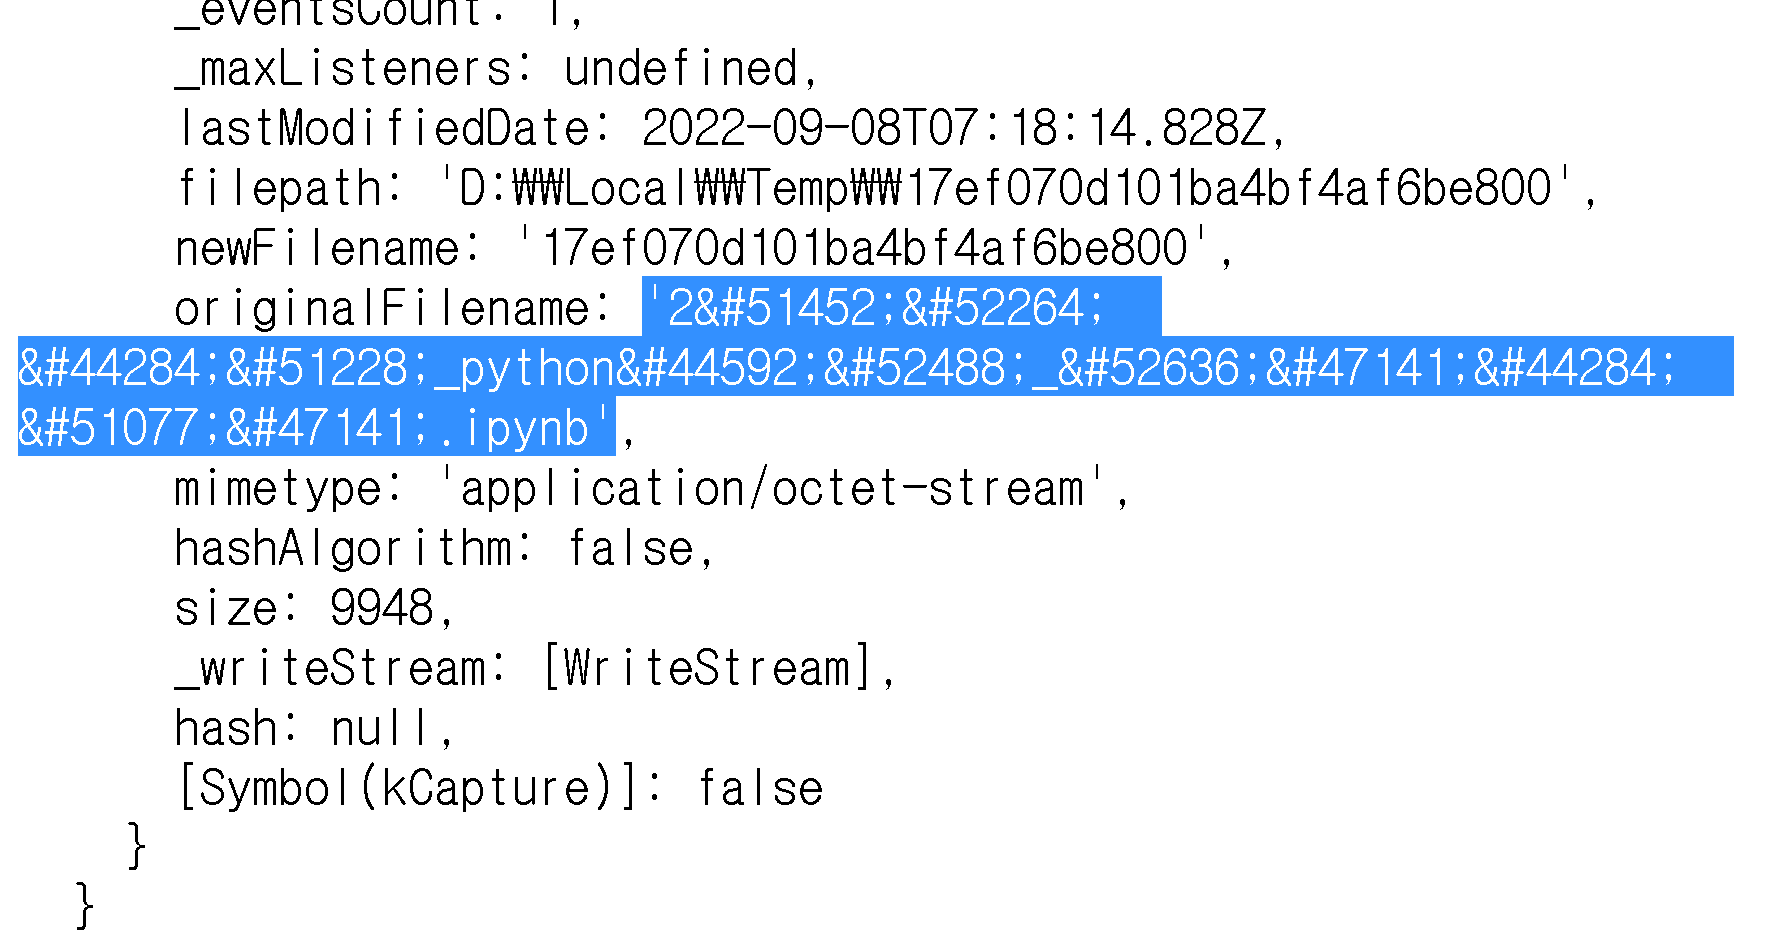 _eventsCount: 1,
_maxListeners: undefined,
lastModifiedDate: 2022-09-08T07:18:14.828Z,
filepath: 'D:₩₩Local₩₩Temp₩₩17ef070d101ba4bf4af6be800',
newFilename: '17ef070d101ba4bf4af6be800',
originalFilename: '2&#51452;&#52264;
&#44284;&#51228;_python&#44592;&#52488;_&#52636;&#47141;&#44284;
&#51077;&#47141;.ipynb',
mimetype: 'application/octet-stream',
hashAlgorithm: false,
size: 9948,
_writeStream: [WriteStream],
hash: null,
[Symbol(kCapture)]: false
}
}